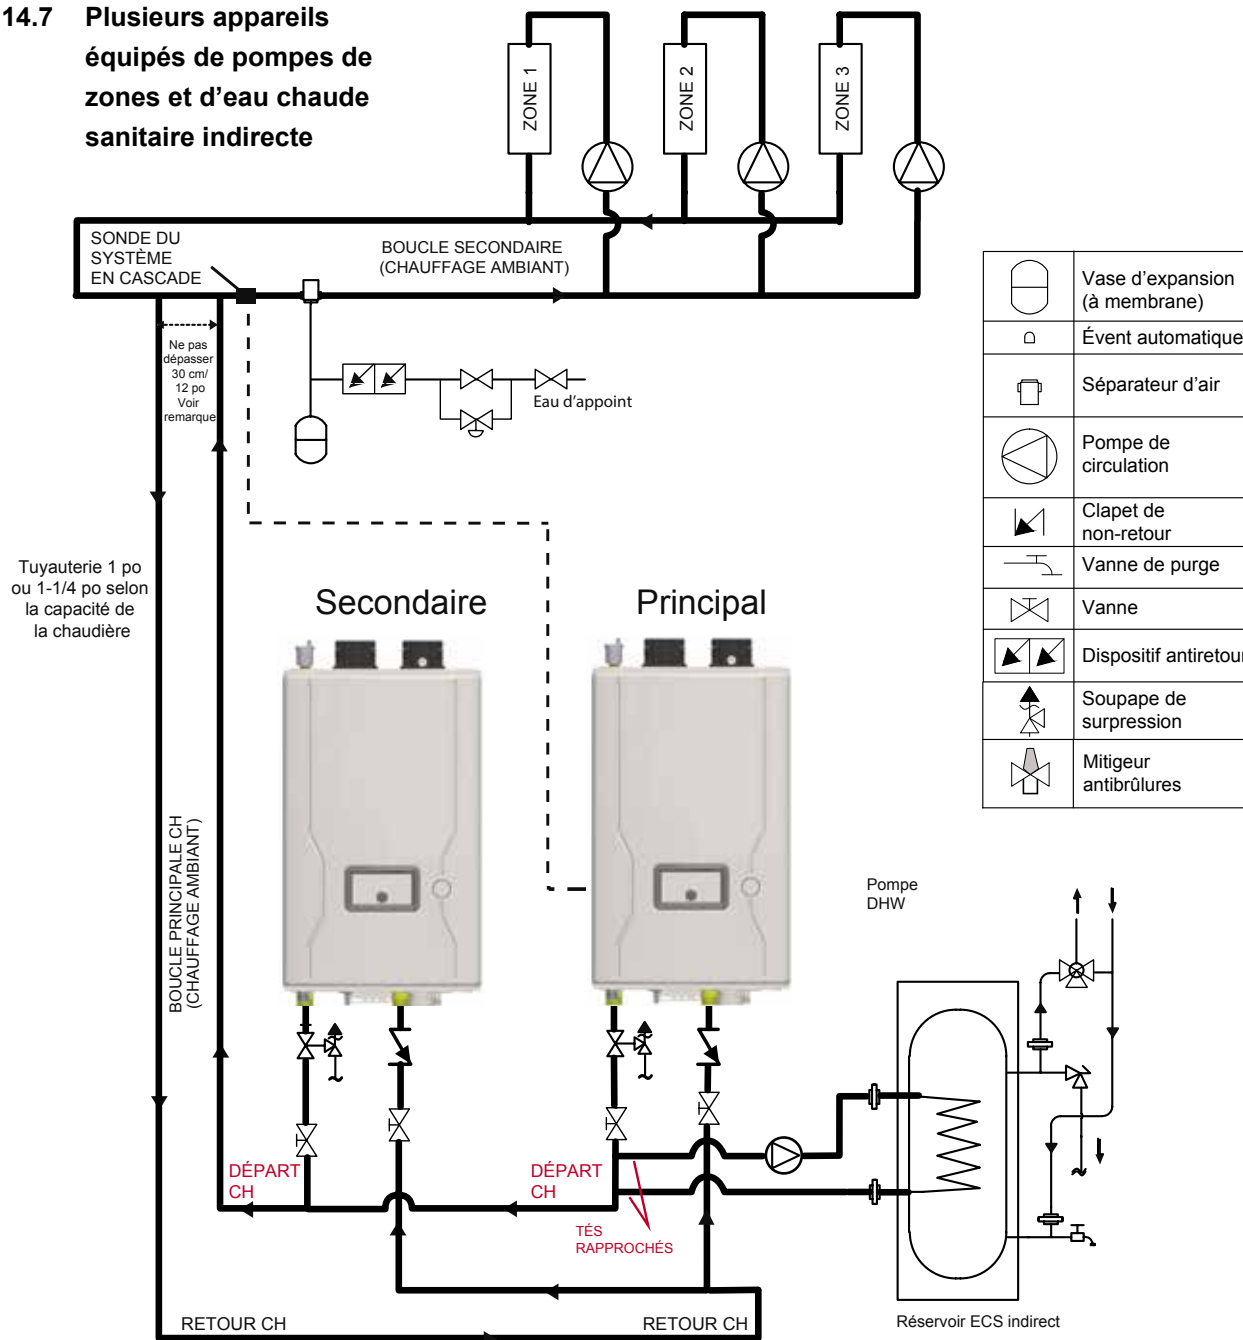 14.7 Plusieurs appareils
équipés de pompes de
zones et d'eau chaude
sanitaire indirecte
ZONE 1
ZONE 2
ZONE 3
SONDE DU
SYSTÈME
EN CASCADE
BOUCLE SECONDAIRE
(CHAUFFAGE AMBIANT)
Ne pas
dépasser
30 cm/
12 po
Voir
remarque
Eau d'appoint
Vase d'expansion
(à membrane)
Évent automatique
Séparateur d'air
Pompe de
circulation
Clapet de
non-retour
Vanne de purge
Vanne
Dispositif antiretour
Soupape de
surpression
Mitigeur
antibrûlures
Tuyauterie 1 po
ou 1-1/4 po selon
la capacité de
la chaudière
Secondaire
Principal
BOUCLE PRINCIPALE CH
(CHAUFFAGE AMBIANT)
Pompe
DHW
DÉPART
CH
DÉPART
CH
TÉS
RAPPROCHÉS
RETOUR CH
RETOUR CH
Réservoir ECS indirect